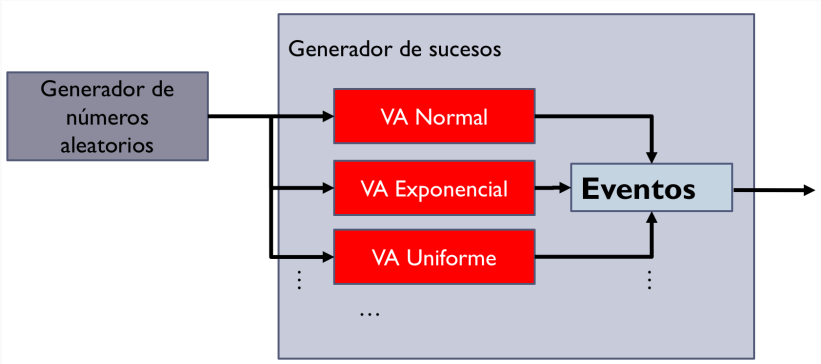 Generador de sucesos
Generador de
números
aleatorios
VA Normal
VA Exponencial
Eventos
VA Uniforme
...
...
...